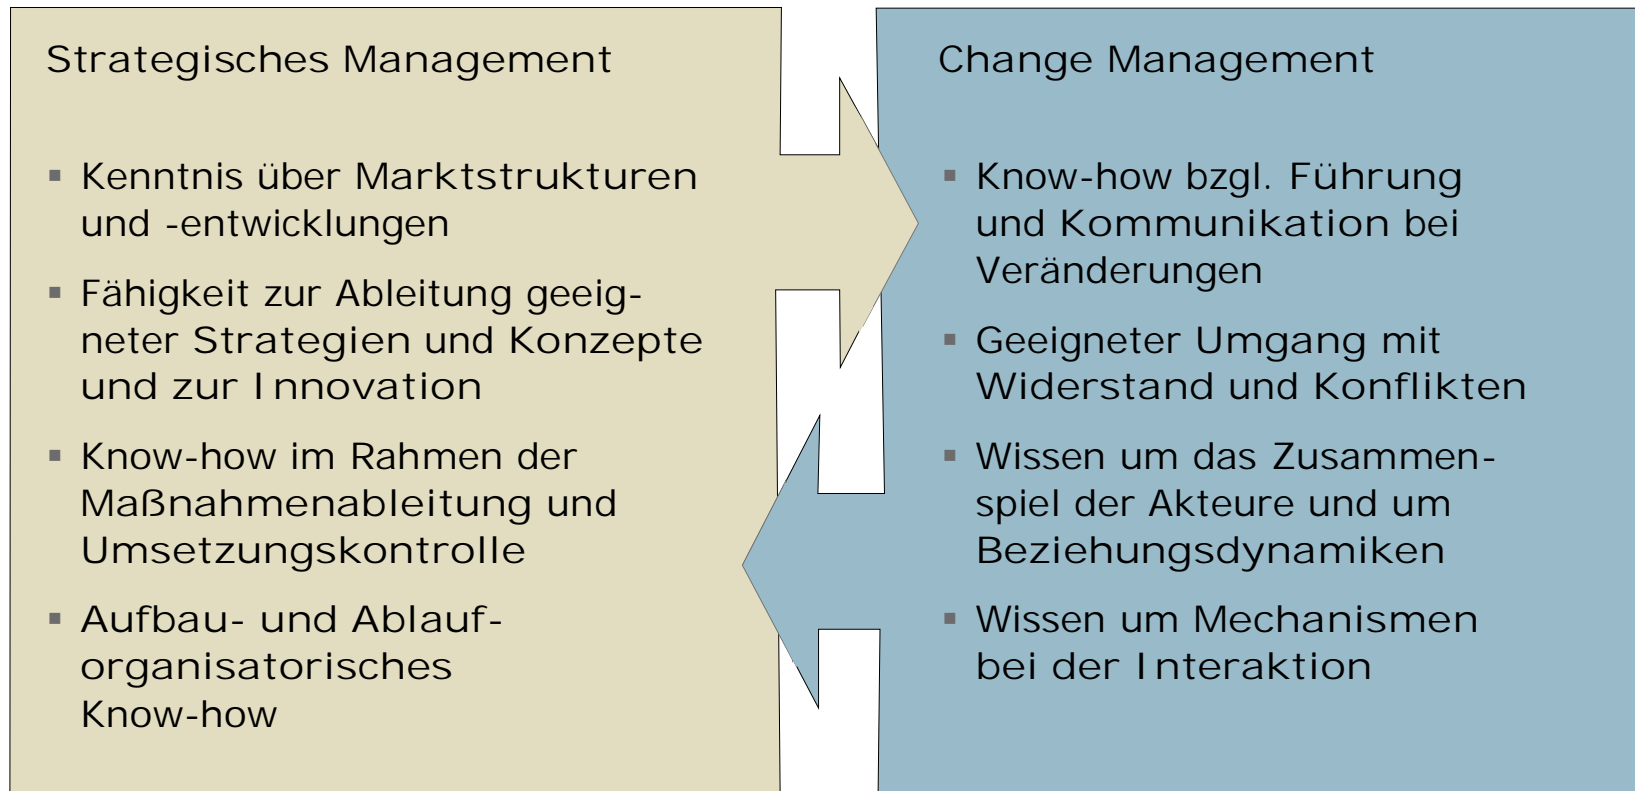 Strategisches Management
▪ Kenntnis über Marktstrukturen
und -entwicklungen
▪ Fähigkeit zur Ableitung geeig-
neter Strategien und Konzepte
und zur Innovation
▪ Know-how im Rahmen der
Maßnahmenableitung und
Umsetzungskontrolle
▪ Aufbau- und Ablauf-
organisatorisches
Know-how
Change Management
▪ Know-how bzgl. Führung
und Kommunikation bei
Veränderungen
▪ Geeigneter Umgang mit
Widerstand und Konflikten
▪ Wissen um das Zusammen-
spiel der Akteure und um
Beziehungsdynamiken
▪ Wissen um Mechanismen
bei der Interaktion